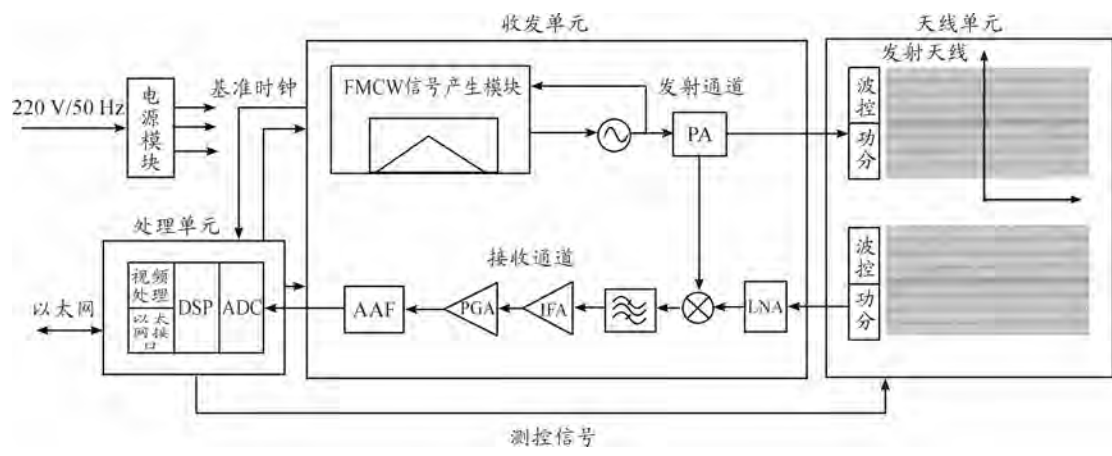 收发单元
天线单元
220 V/50 Hz
电源模块
基准时钟
FMCW信号产生模块
发射通道
PA
发射天线
波控
功分
处理单元
视频处理
以太网接口
DSP
ADC
以太网
接收通道
AAF
PGA
IFA
LNA
波控
功分
测控信号